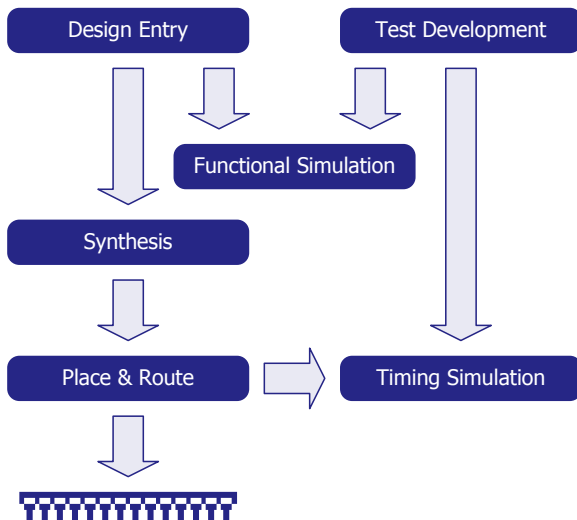 Design Entry
Test Development
Functional Simulation
Synthesis
Place & Route
Timing Simulation